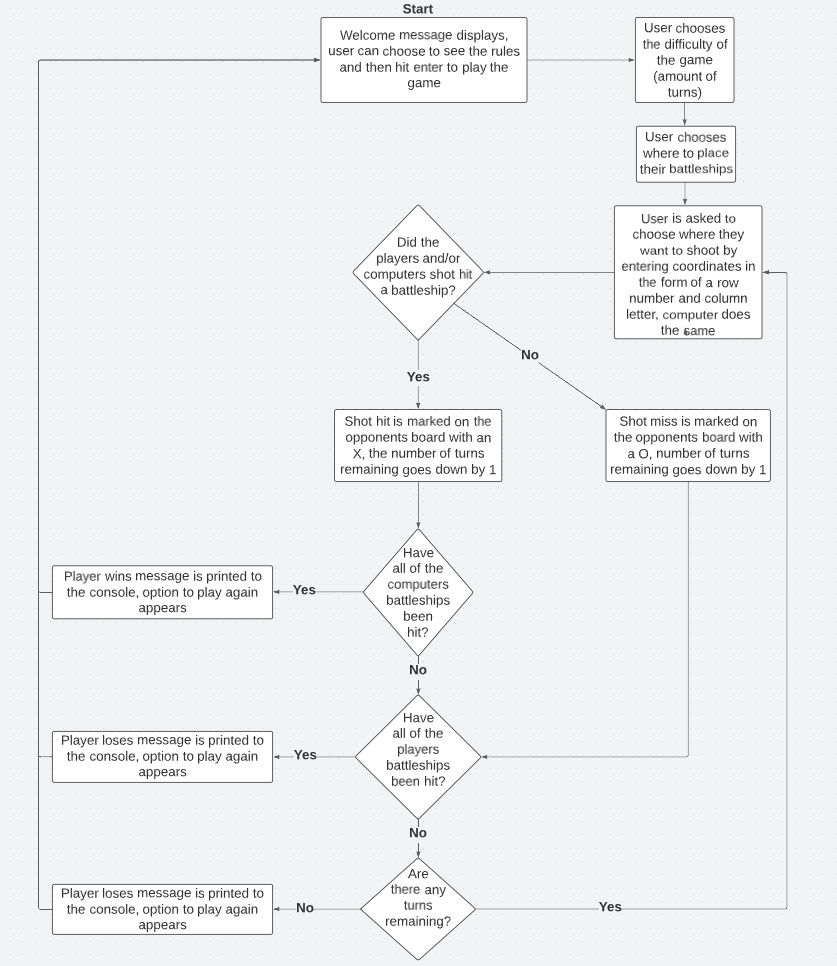 Start
Welcome message displays,
user can choose to see the rules
and then hit enter to play the
game
User chooses
the difficulty of
the game
(amount of
turns)
User chooses
where to place
their battleships
User is asked to
choose where they
want to shoot by
entering coordinates in
the form of a row
number and column
letter, computer does
the same
Did the
players and/or
computers shot hit
a battleship?
No
Yes
Shot hit is marked on the
opponents board with an
X, the number of turns
remaining goes down by 1
Shot miss is marked on
the opponents board with
a O, number of turns
remaining goes down by 1
Have
all of the
computers
battleships
been
hit?
Yes
Player wins message is printed to
the console, option to play again
appears
No
Have
all of the
players
battleships
been hit?
Yes
Player loses message is printed to
the console, option to play again
appears
No
Are
there any
turns
remaining?
No
Yes
Player loses message is printed to
the console, option to play again
appears